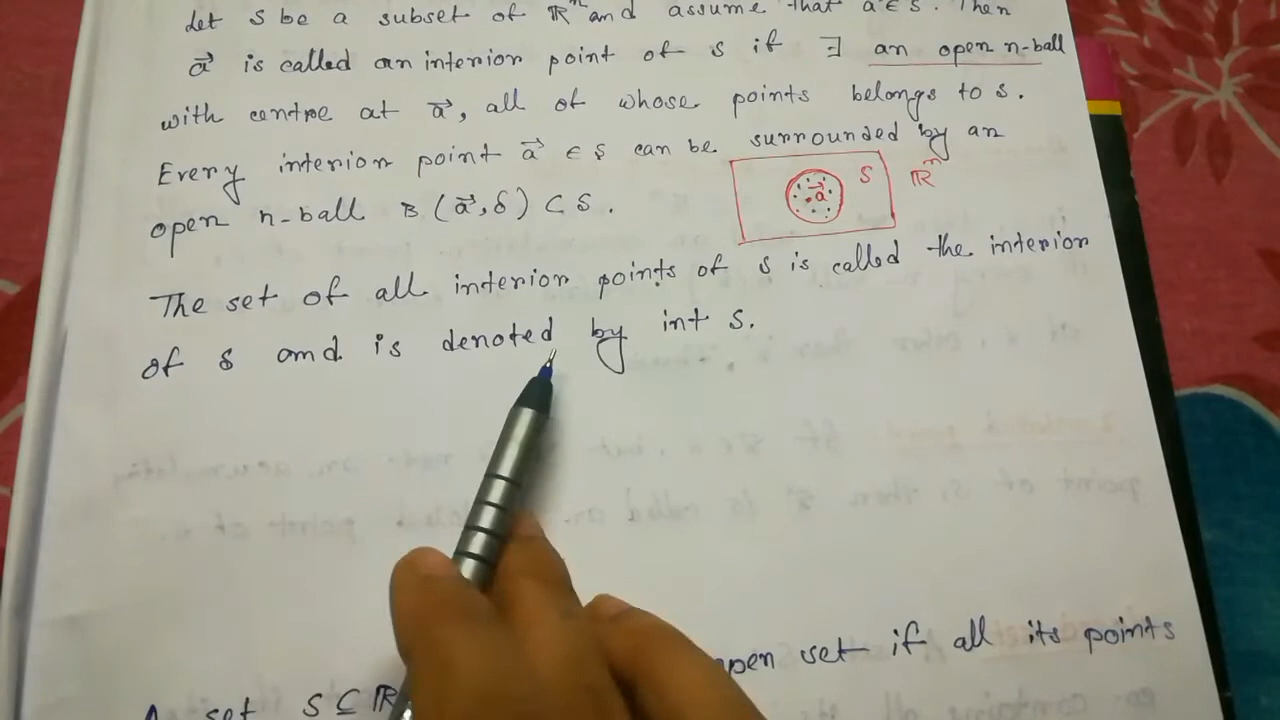 Let S be a subset of ℝⁿ and assume that a ∈ S. Then
a⃗ is called an interior point of S if ∃ an open n-ball
with centre at a⃗, all of whose points belongs to S.
Every interior point a⃗ ∈ S can be surrounded by an
open n-ball B (a⃗, δ) ⊂ S.
a⃗ S ℝⁿ
The set of all interior points of S is called the interior
of S and is denoted by int S.
A set S ⊆ ℝ open set if all its points